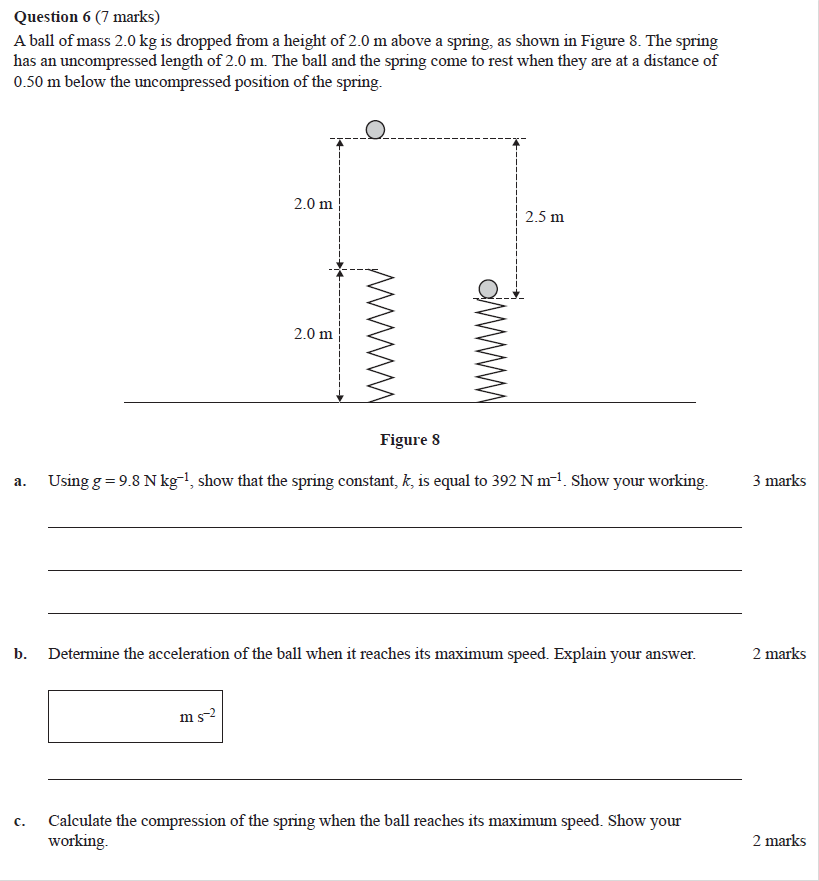 Question 6 (7 marks)
A ball of mass 2.0 kg is dropped from a height of 2.0 m above a spring, as shown in Figure 8. The spring
has an uncompressed length of 2.0 m. The ball and the spring come to rest when they are at a distance of
0.50 m below the uncompressed position of the spring.
2.0 m
2.5 m
2.0 m
Figure 8
a. Using g = 9.8 N kg⁻¹, show that the spring constant, k, is equal to 392 N m⁻¹. Show your working. 3 marks
b. Determine the acceleration of the ball when it reaches its maximum speed. Explain your answer. 2 marks
m s⁻²
c. Calculate the compression of the spring when the ball reaches its maximum speed. Show your
working. 2 marks